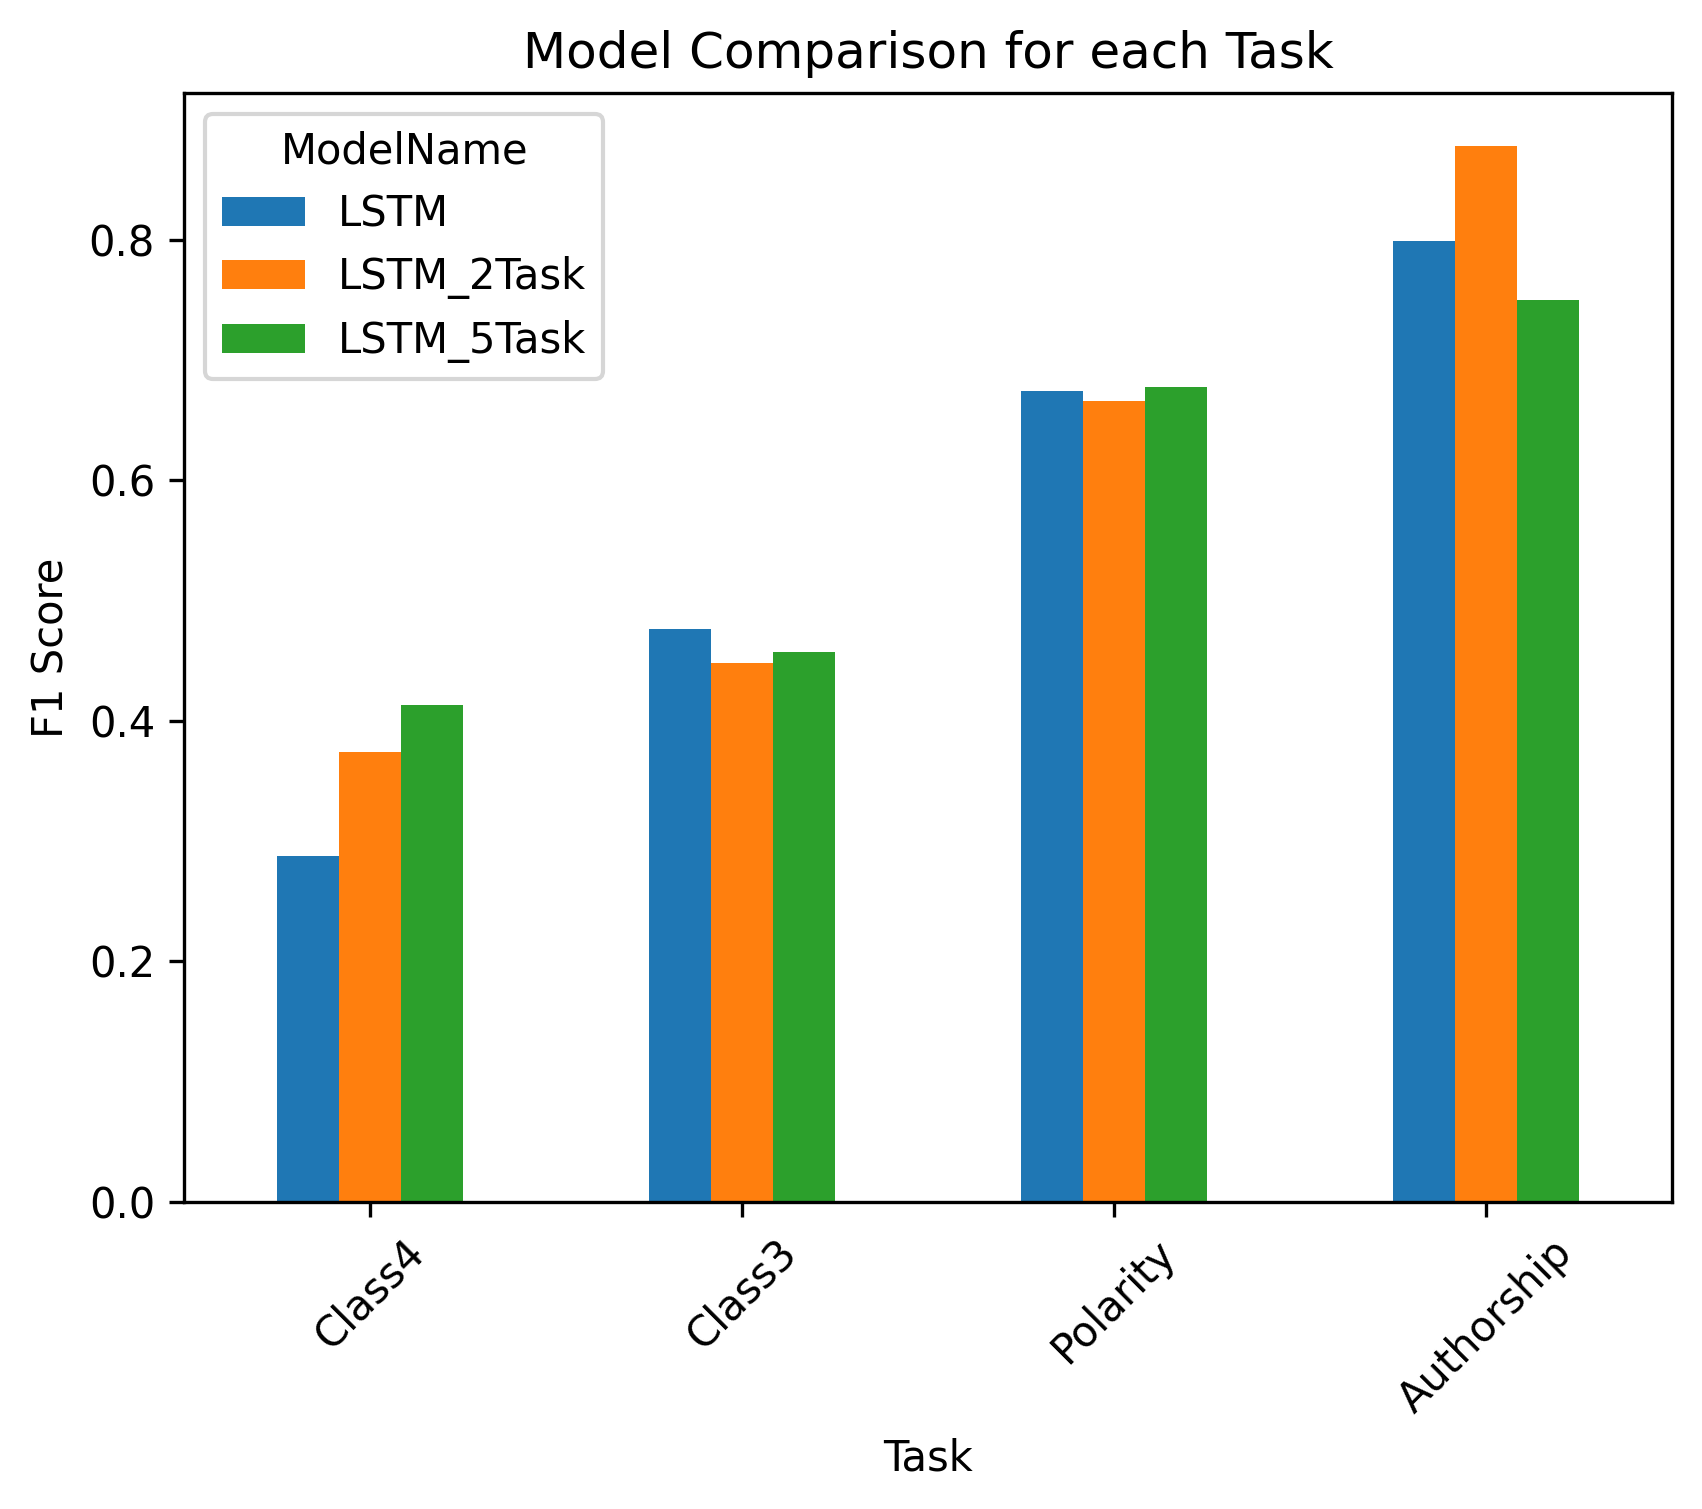 Model Comparison for each Task
ModelName
LSTM
LSTM_2Task
LSTM_5Task
F1 Score
0.8
0.6
0.4
0.2
0.0
Class4
Class3
Polarity
Authorship
Task